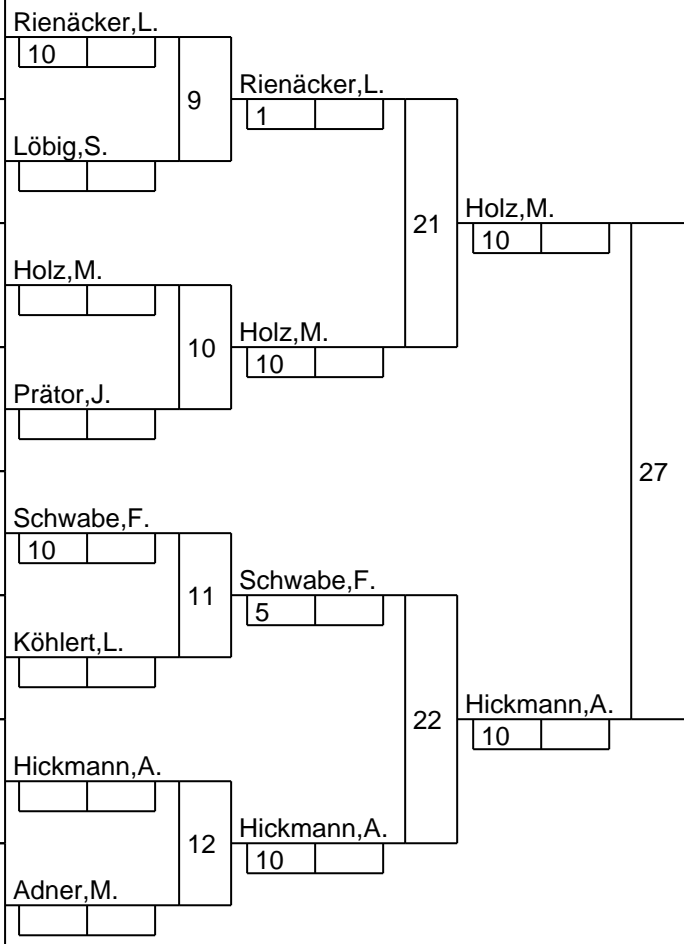 Rienäcker,L.
10
9
Rienäcker,L.
1
Löbig,S.
21
Holz,M.
10
Holz,M.
10
Holz,M.
10
Prätor,J.
27
Schwabe,F.
10
11
Schwabe,F.
5
Köhlert,L.
22
Hickmann,A.
10
Hickmann,A.
12
Hickmann,A.
10
Adner,M.